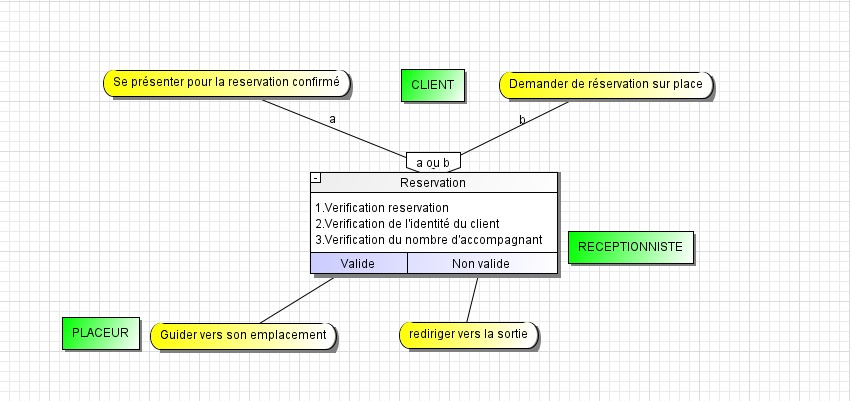 Se présenter pour la reservation confirmé
CLIENT
Demander de réservation sur place
a
b
a ou b
Reservation
1.Verification reservation
2.Verification de l'identité du client
3.Verification du nombre d'accompagnant
RECEPTIONNISTE
Valide
Non valide
PLACEUR
Guider vers son emplacement
rediriger vers la sortie